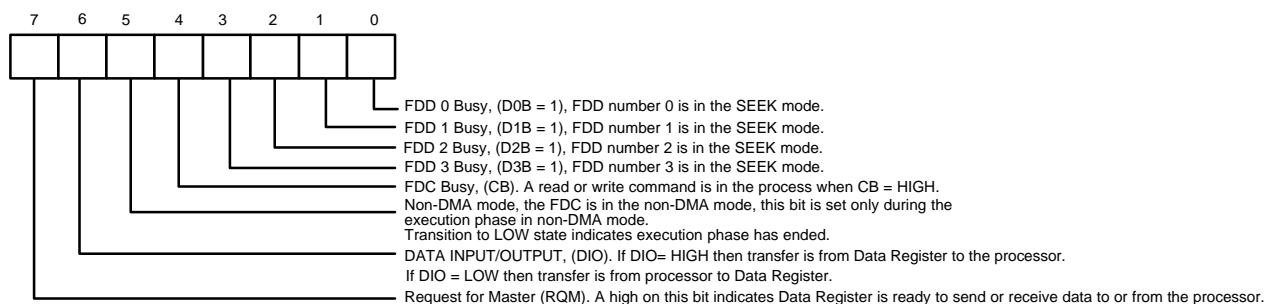 7 6 5 4 3 2 1 0
FDD 0 Busy, (D0B = 1), FDD number 0 is in the SEEK mode.
FDD 1 Busy, (D1B = 1), FDD number 1 is in the SEEK mode.
FDD 2 Busy, (D2B = 1), FDD number 2 is in the SEEK mode.
FDD 3 Busy, (D3B = 1), FDD number 3 is in the SEEK mode.
FDC Busy, (CB). A read or write command is in the process when CB = HIGH.
Non-DMA mode, the FDC is in the non-DMA mode, this bit is set only during the
execution phase in non-DMA mode.
Transition to LOW state indicates execution phase has ended.
DATA INPUT/OUTPUT, (DIO). If DIO= HIGH then transfer is from Data Register to the processor.
If DIO = LOW then transfer is from processor to Data Register.
Request for Master (RQM). A high on this bit indicates Data Register is ready to send or receive data to or from the processor.